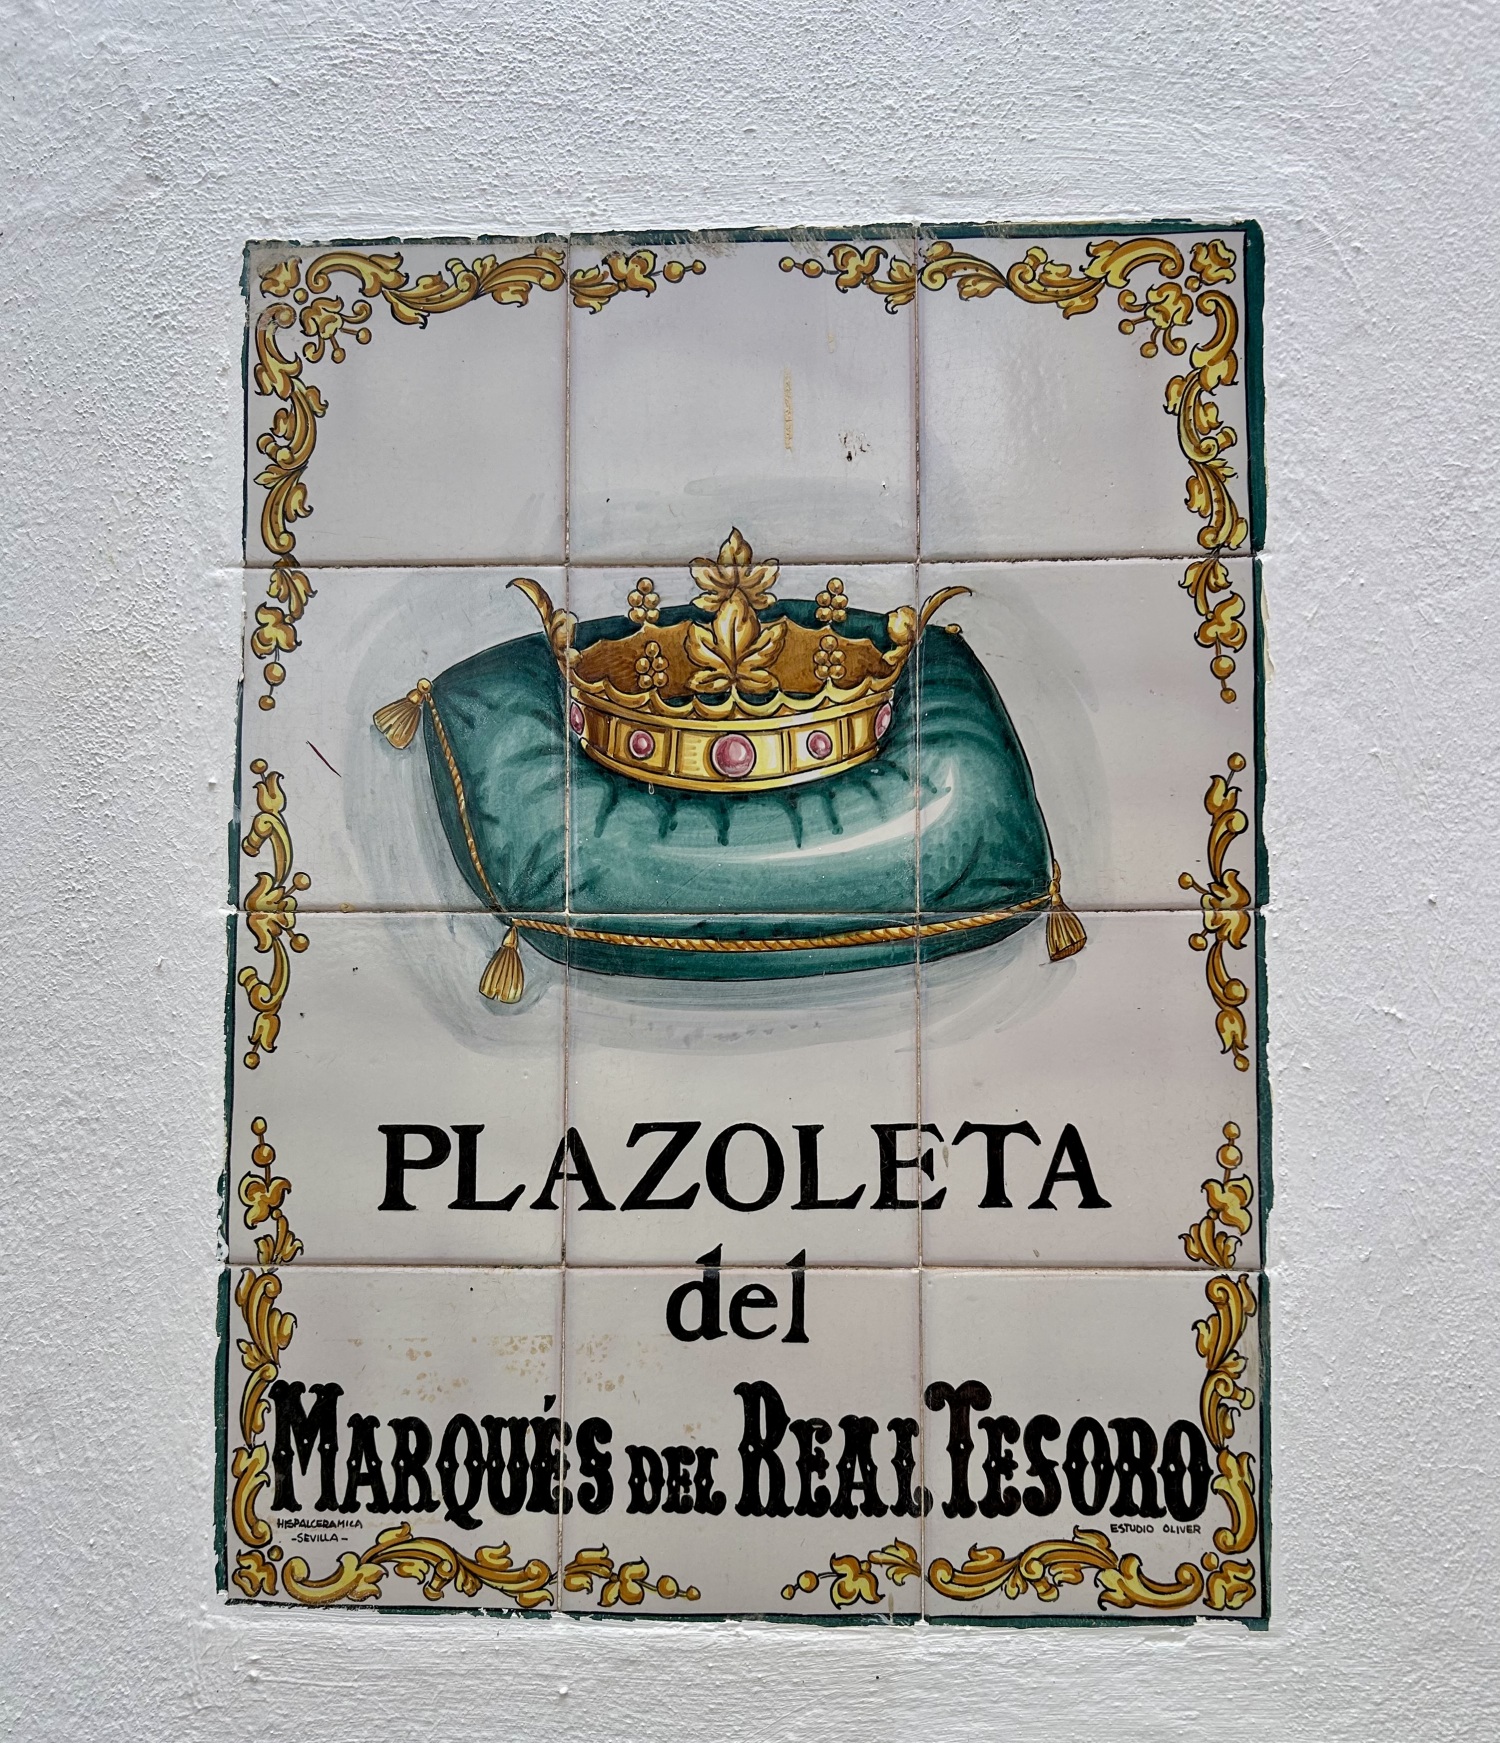 PLAZOLETA
del
MARQUÉS DEL REAL TESORO
HISPALCERAMICA
-SEVILLA-
ESTUDIO OLIVER